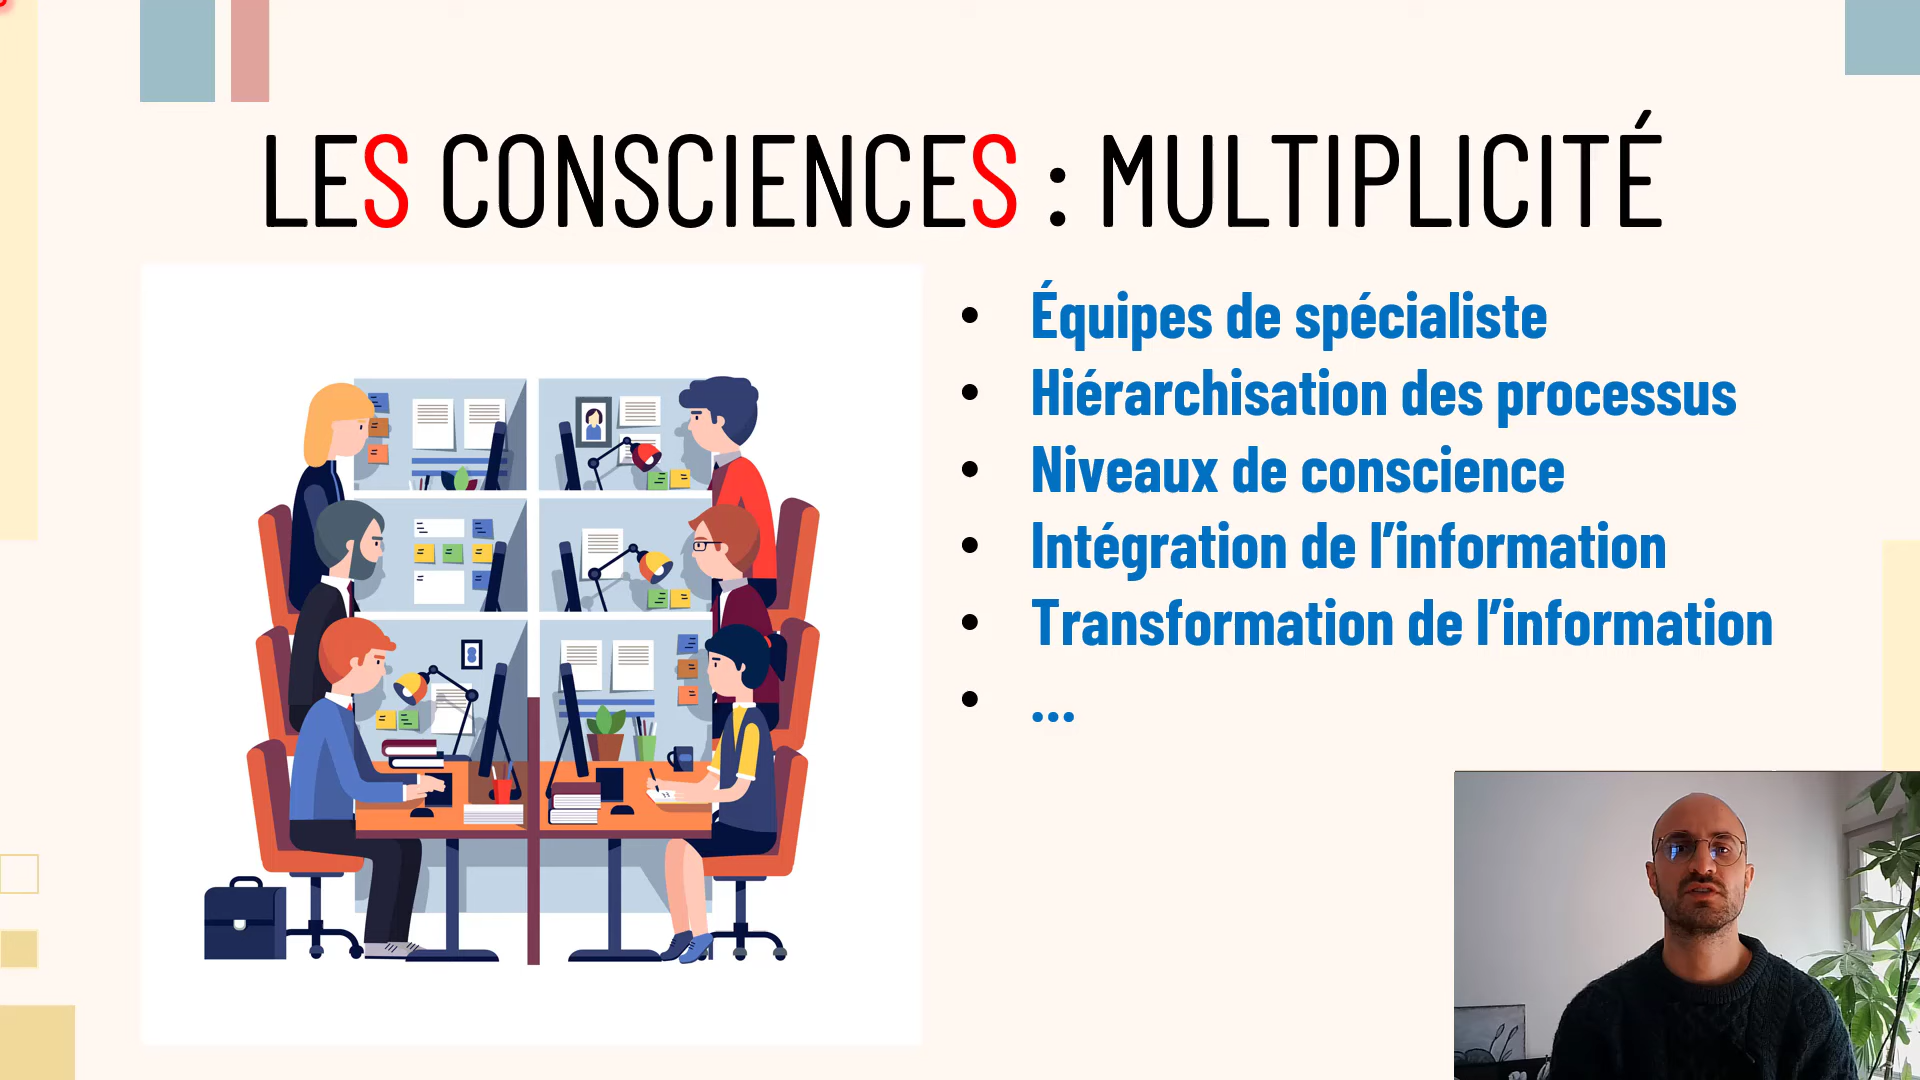 LES CONSCIENCES : MULTIPLICITÉ
• Équipes de spécialiste
• Hiérarchisation des processus
• Niveaux de conscience
• Intégration de l’information
• Transformation de l’information
• ...